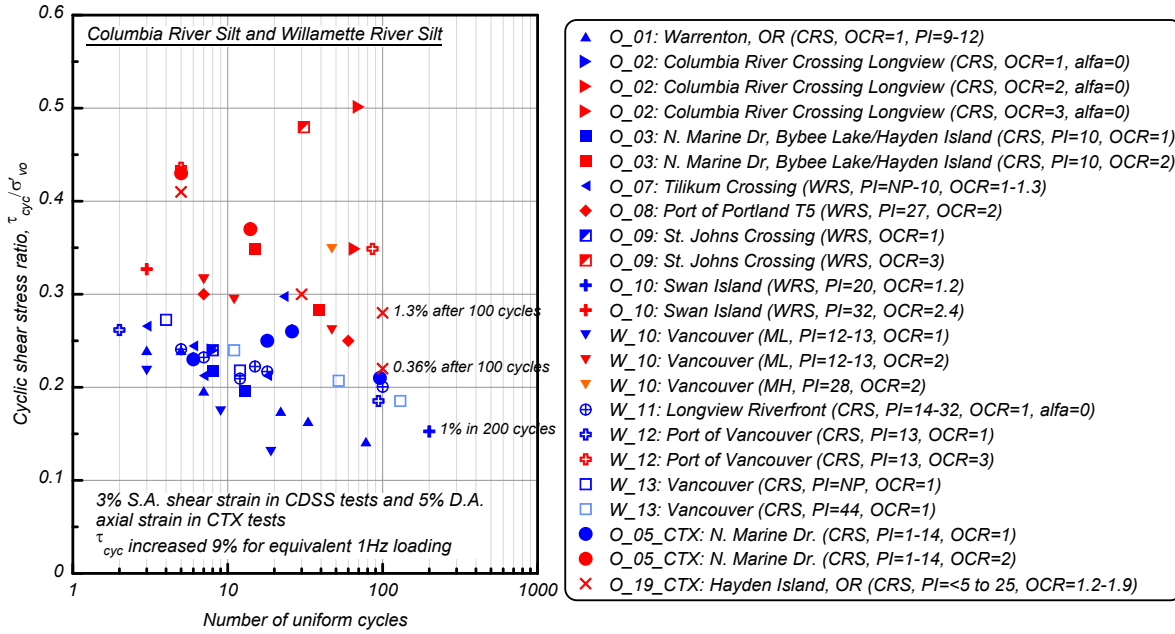 Columbia River Silt and Willamette River Silt
0.6
0.5
0.4
0.3
0.2
0.1
0
Cyclic shear stress ratio, τcyc/σ'vo
1.3% after 100 cycles
0.36% after 100 cycles
1% in 200 cycles
3% S.A. shear strain in CDSS tests and 5% D.A.
axial strain in CTX tests
τcyc increased 9% for equivalent 1Hz loading
1 10 100 1000
Number of uniform cycles
O_01: Warrenton, OR (CRS, OCR=1, PI=9-12)
O_02: Columbia River Crossing Longview (CRS, OCR=1, alfa=0)
O_02: Columbia River Crossing Longview (CRS, OCR=2, alfa=0)
O_02: Columbia River Crossing Longview (CRS, OCR=3, alfa=0)
O_03: N. Marine Dr, Bybee Lake/Hayden Island (CRS, PI=10, OCR=1)
O_03: N. Marine Dr, Bybee Lake/Hayden Island (CRS, PI=10, OCR=2)
O_07: Tilikum Crossing (WRS, PI=NP-10, OCR=1-1.3)
O_08: Port of Portland T5 (WRS, PI=27, OCR=2)
O_09: St. Johns Crossing (WRS, OCR=1)
O_09: St. Johns Crossing (WRS, OCR=3)
O_10: Swan Island (WRS, PI=20, OCR=1.2)
O_10: Swan Island (WRS, PI=32, OCR=2.4)
W_10: Vancouver (ML, PI=12-13, OCR=1)
W_10: Vancouver (ML, PI=12-13, OCR=2)
W_10: Vancouver (MH, PI=28, OCR=2)
W_11: Longview Riverfront (CRS, PI=14-32, OCR=1, alfa=0)
W_12: Port of Vancouver (CRS, PI=13, OCR=1)
W_12: Port of Vancouver (CRS, PI=13, OCR=3)
W_13: Vancouver (CRS, PI=NP, OCR=1)
W_13: Vancouver (CRS, PI=44, OCR=1)
O_05_CTX: N. Marine Dr. (CRS, PI=1-14, OCR=1)
O_05_CTX: N. Marine Dr. (CRS, PI=1-14, OCR=2)
O_19_CTX: Hayden Island, OR (CRS, PI=<5 to 25, OCR=1.2-1.9)